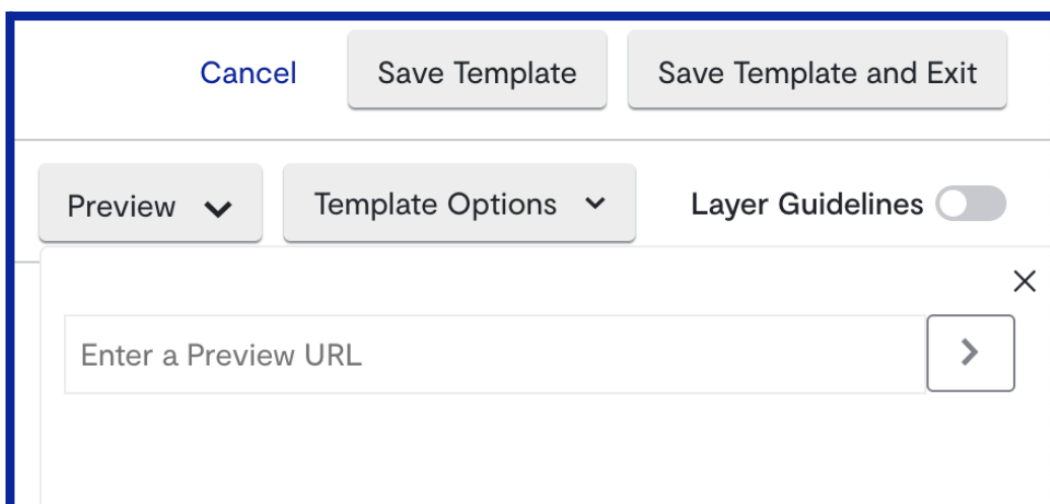 Cancel
Save Template
Save Template and Exit
Preview
Template Options
Layer Guidelines
Enter a Preview URL